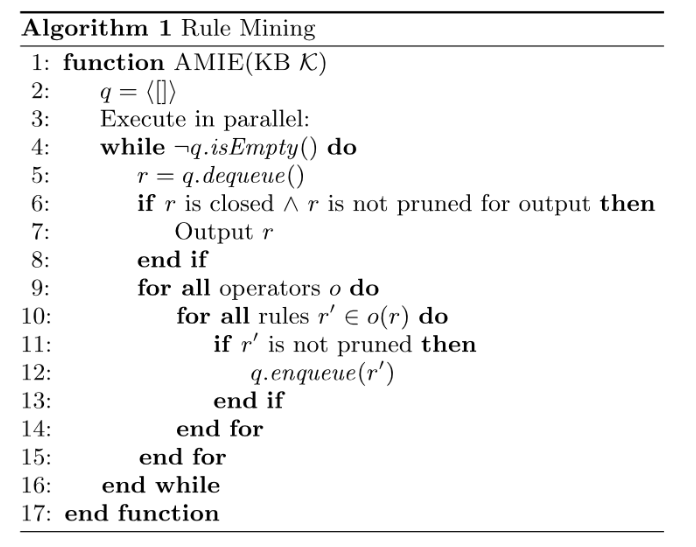 Algorithm 1 Rule Mining
1: function AMIE(KB 𝒦)
2: q = ⟨[]⟩
3: Execute in parallel:
4: while ¬q.isEmpty() do
5: r = q.dequeue()
6: if r is closed ∧ r is not pruned for output then
7: Output r
8: end if
9: for all operators o do
10: for all rules r′ ∈ o(r) do
11: if r′ is not pruned then
12: q.enqueue(r′)
13: end if
14: end for
15: end for
16: end while
17: end function